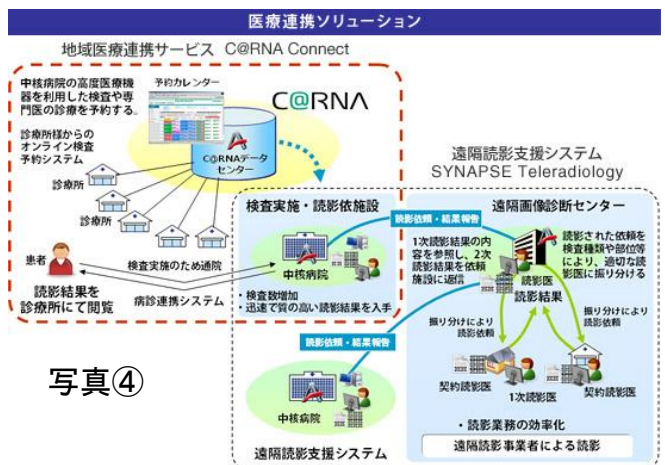 医療連携ソリューション
地域医療連携サービス C@RNA Connect
中核病院の高度医療機
器を利用した検査や専
門医の診療を予約する。
予約カレンダー
C@RNA
診療所様からの
オンライン検査
予約システム
C@RNAデータ
センター
診療所
診療所
患者
検査実施のため通院
病診連携システム
読影結果を
診療所にて閲覧
検査実施・読影依施設
中核病院
・検査数増加
・迅速で質の高い読影結果を入手
遠隔読影支援システム
SYNAPSE Teleradiology
読影依頼・結果報告
遠隔画像診断センター
1次読影結果の内
容を参照し、2次
読影結果を依頼
施設に返信
読影された依頼を
検査種類や部位等
により、適切な読
影医に振り分ける
読影医
読影結果
振り分けにより
読影依頼
振り分けにより
読影依頼
読影依頼・結果報告
中核病院
契約読影医
1次読影医
契約読影医
・読影業務の効率化
遠隔読影事業者による読影
遠隔読影支援システム
写真④